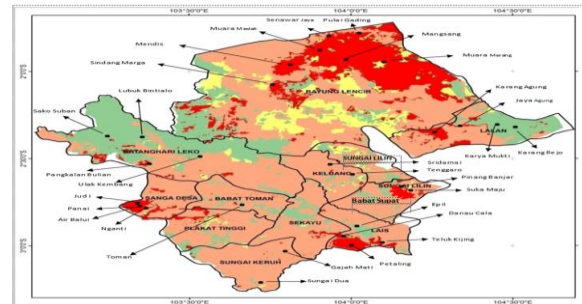 103°30'0"E
104°0'0"E
104°30'0"E
Senawar Jaya
Pulai Gading
Muara Medak
Mangsang
Mendis
Muara Merang
Sindang Marga
Karang Agung
BAYUNG LENCIR
Jaya Agung
Lubuk Bintialo
Sako Suban
LALAN
BATANGHARI LEKO
SUNGAI LILIN
Karya Mukti
Karang Rejo
Sridamai
Tenggaro
Pangkalan Bulian
KELUANG
Pinang Banjar
Ulak Kembang
SUNGAI LILIN
Suka Maju
Judi
SANGA DESA
BABAT TOMAN
Babat Supat
Panai
Epil
Air Balui
SEKAYU
Danau Cala
Nganti
PLAKAT TINGGI
LAIS
Teluk Kijing
Toman
Petaling
SUNGAI KERUH
Gajah Mati
Sungai Dua
103°30'0"E
104°0'0"E
104°30'0"E